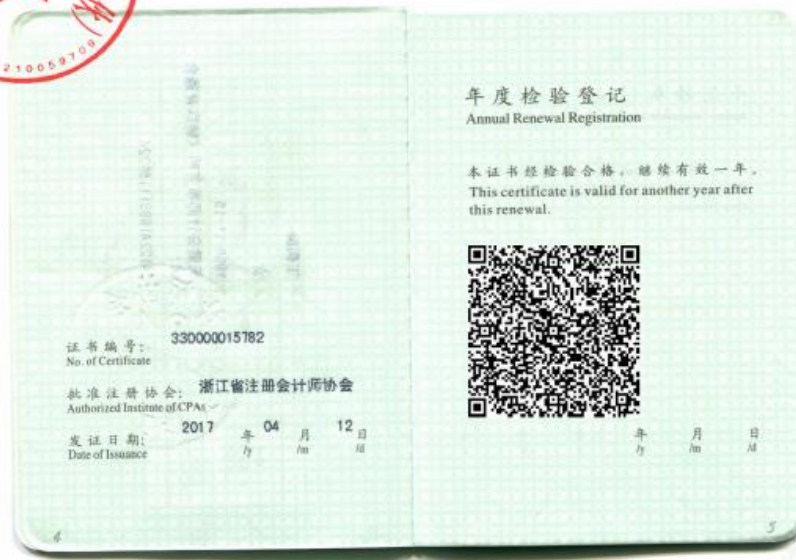 210059709
证书编号: 330000015782
No. of Certificate
批准注册协会: 浙江省注册会计师协会
Authorized Institute of CPAs
发证日期: 2017 年 04 月 12 日
Date of Issuance /y /m /d
4
年度检验登记
Annual Renewal Registration
本证书经检验合格，继续有效一年。
This certificate is valid for another year after
this renewal.
年 月 日
/y /m /d
5